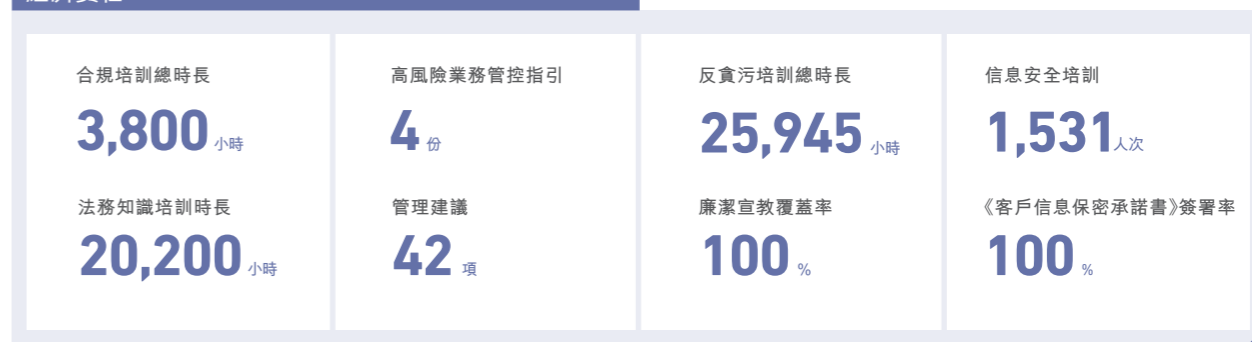 合規培訓總時長
3,800 小時
法務知識培訓時長
20,200 小時
高風險業務管控指引
4 份
管理建議
42 項
反貪污培訓總時長
25,945 小時
廉潔宣教覆蓋率
100 %
信息安全培訓
1,531 人次
《客戶信息保密承諾書》簽署率
100 %